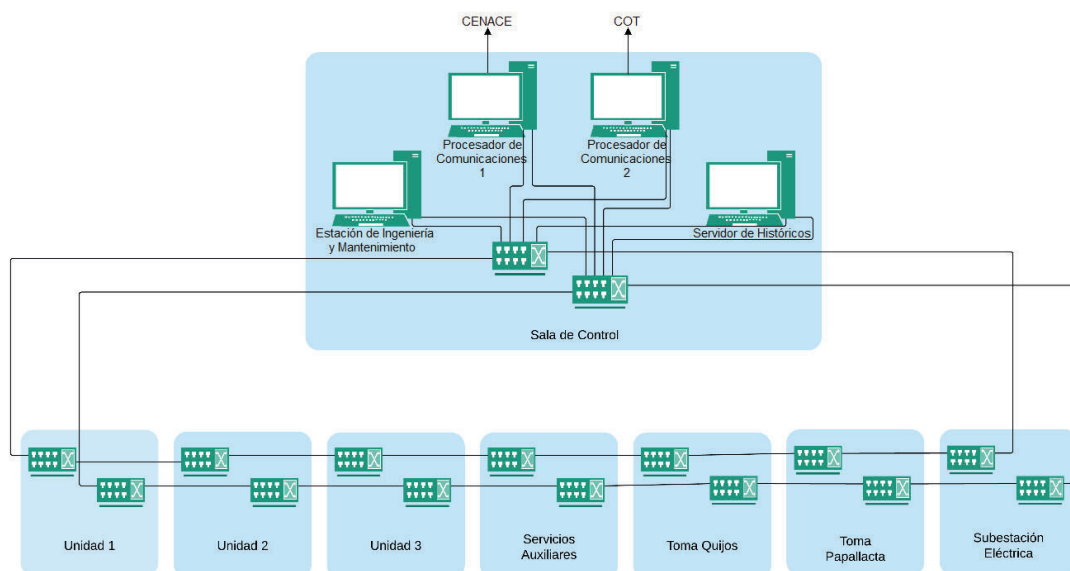 CENACE
COT
Procesador de
Comunicaciones
1
Procesador de
Comunicaciones
2
Estación de Ingeniería
y Mantenimiento
Servidor de Históricos
Sala de Control
Unidad 1
Unidad 2
Unidad 3
Servicios
Auxiliares
Toma Quijos
Toma
Papallacta
Subestación
Eléctrica